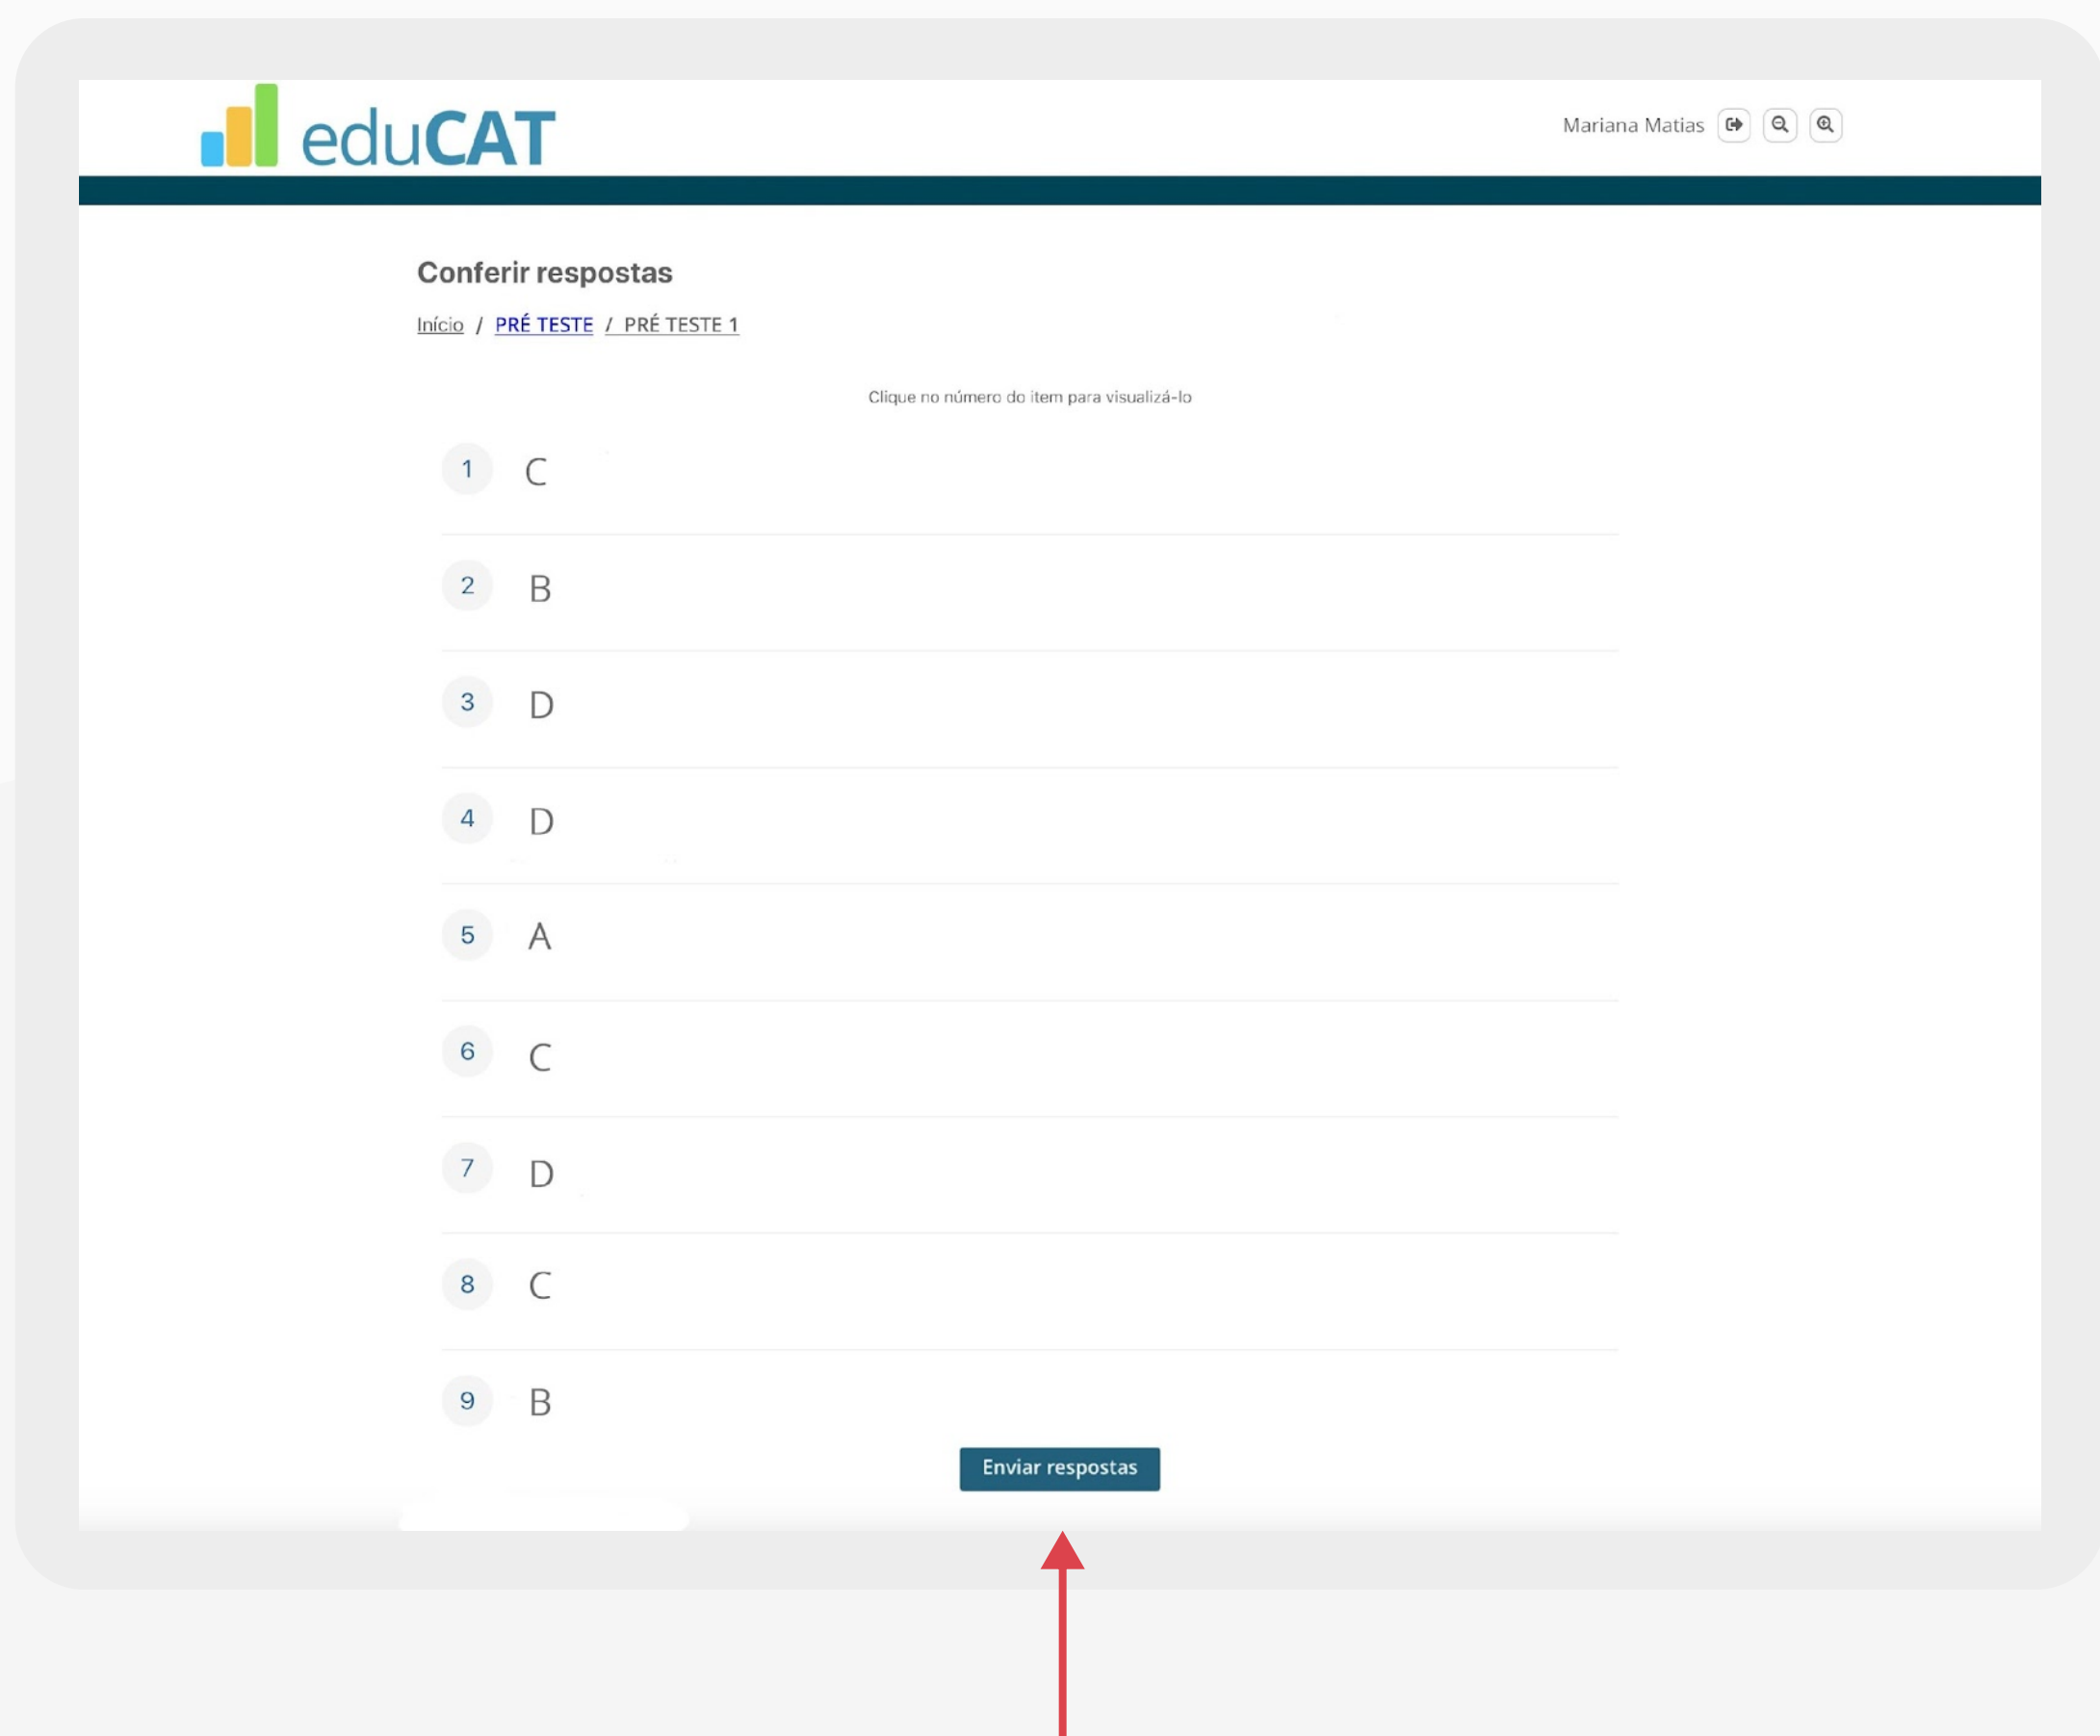 eduCAT
Mariana Matias
Conferir respostas
Início / PRÉ TESTE / PRÉ TESTE 1
Clique no número do item para visualizá-lo
1 C
2 B
3 D
4 D
5 A
6 C
7 D
8 C
9 B
Enviar respostas